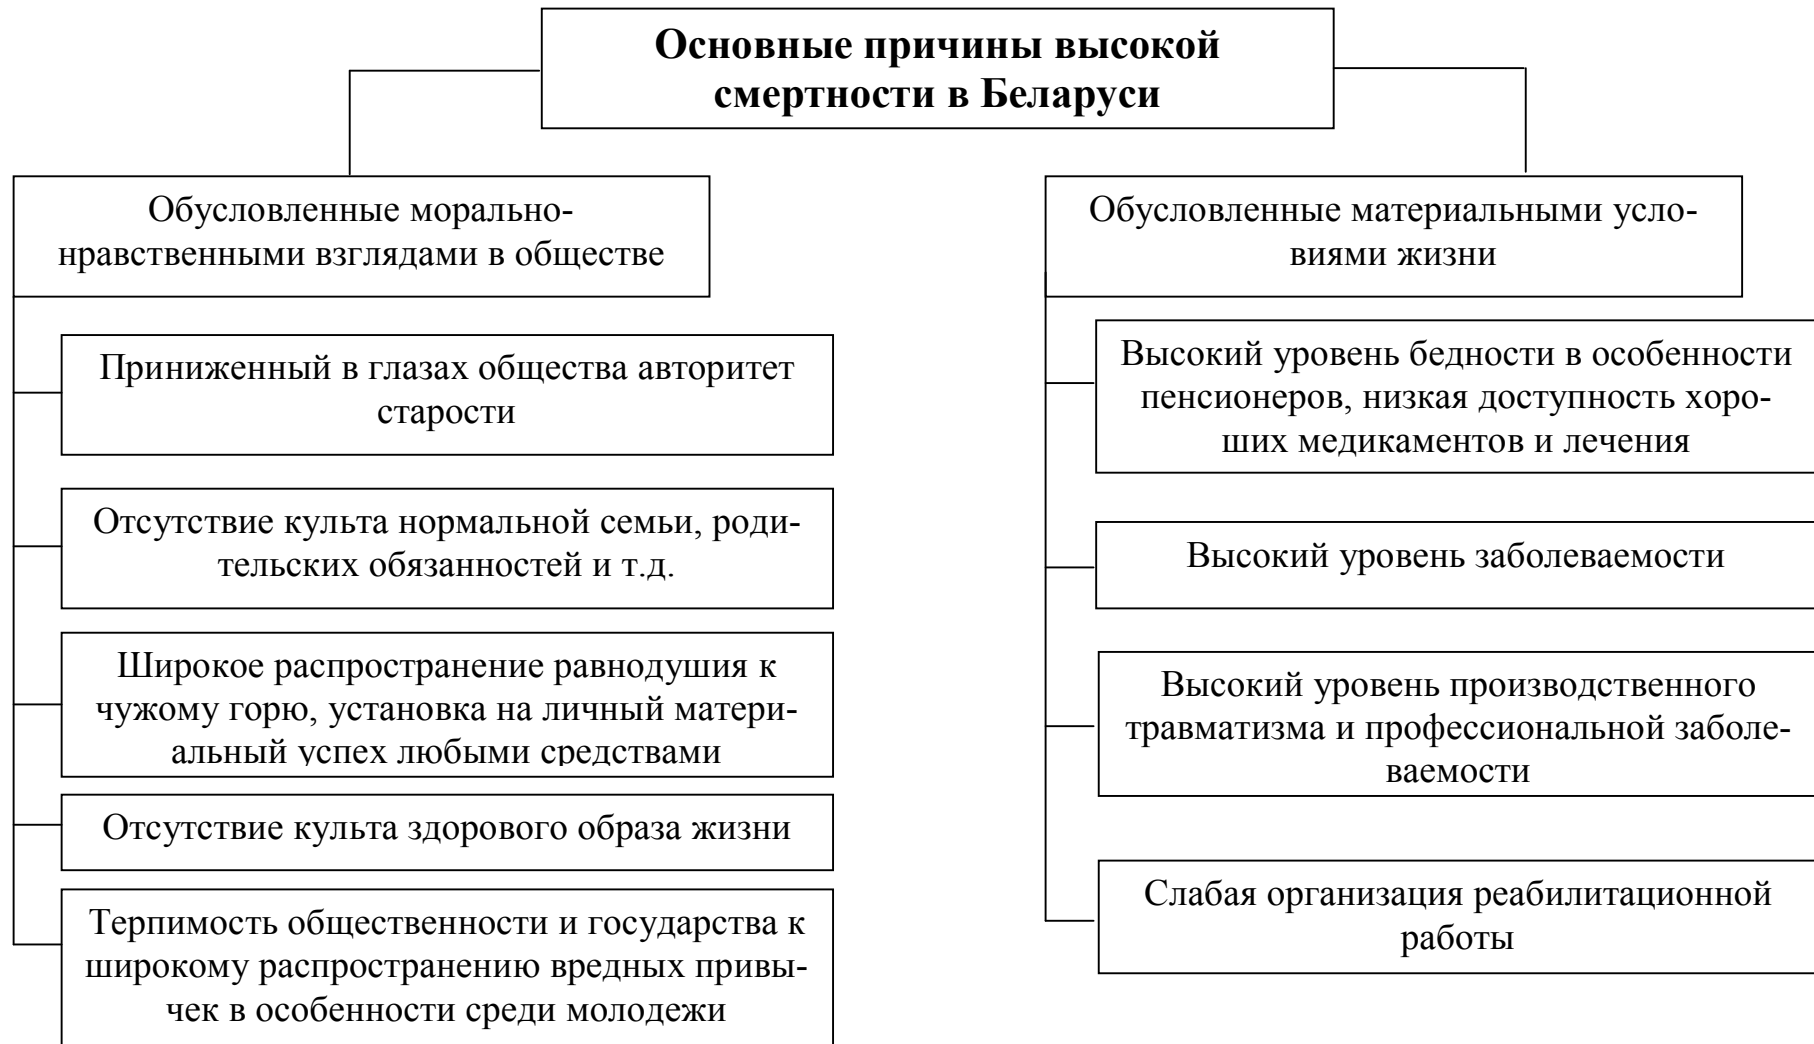 Основные причины высокой
смертности в Беларуси
Обусловленные морально-
нравственными взглядами в обществе
Приниженный в глазах общества авторитет
старости
Отсутствие культа нормальной семьи, роди-
тельских обязанностей и т.д.
Широкое распространение равнодушия к
чужому горю, установка на личный матери-
альный успех любыми средствами
Отсутствие культа здорового образа жизни
Терпимость общественности и государства к
широкому распространению вредных привы-
чек в особенности среди молодежи
Обусловленные материальными усло-
виями жизни
Высокий уровень бедности в особенности
пенсионеров, низкая доступность хоро-
ших медикаментов и лечения
Высокий уровень заболеваемости
Высокий уровень производственного
травматизма и профессиональной заболе-
ваемости
Слабая организация реабилитационной
работы